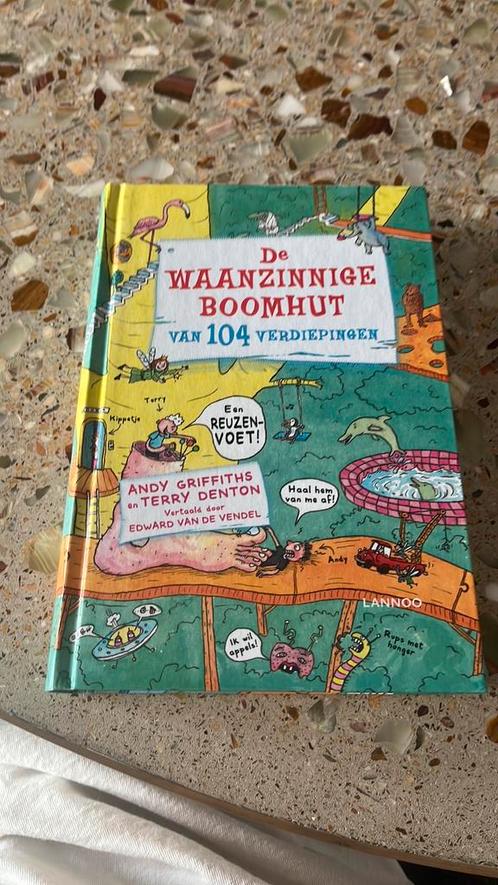 De
WAANZINNIGE
BOOMHUT
VAN 104 VERDIEPINGEN
Terry
Kippetje
Een
REUZEN-
VOET!
ANDY GRIFFITHS
en TERRY DENTON
Vertaald door
EDWARD VAN DE VENDEL
Haal hem
van me af!
Andy
LANNOO
Ik wil
appels!
Rups met
honger